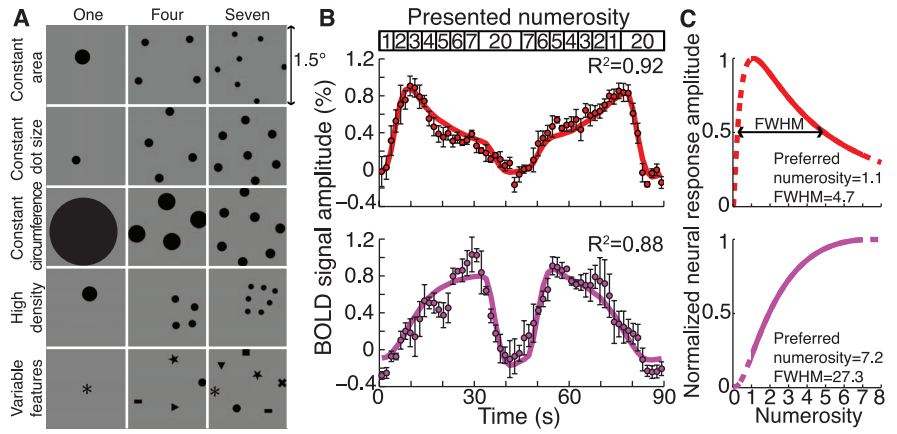 A
One
Four
Seven
Constant
area
Constant
dot size
Constant
circumference
High
density
Variable
features
1.5°
B
Presented numerosity
1 2 3 4 5 6 7 20 7 6 5 4 3 2 1 20
BOLD signal amplitude (%)
R²=0.92
1.2
0.8
0.4
0
−0.4
R²=0.88
1.2
0.8
0.4
0
−0.4
0 30 60 90
Time (s)
C
Normalized neural response amplitude
1
0.5
0
FWHM
Preferred
numerosity=1.1
FWHM=4.7
1
0.5
0
Preferred
numerosity=7.2
FWHM=27.3
0 1 2 3 4 5 6 7 8
Numerosity